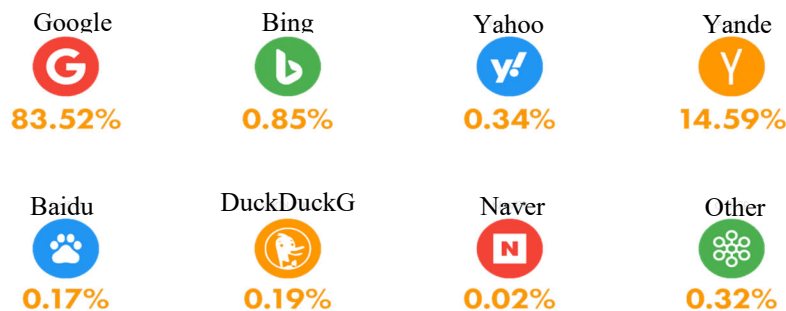 Google Bing Yahoo Yande
83.52% 0.85% 0.34% 14.59%
Baidu DuckDuckG Naver Other
N
0.17% 0.19% 0.02% 0.32%